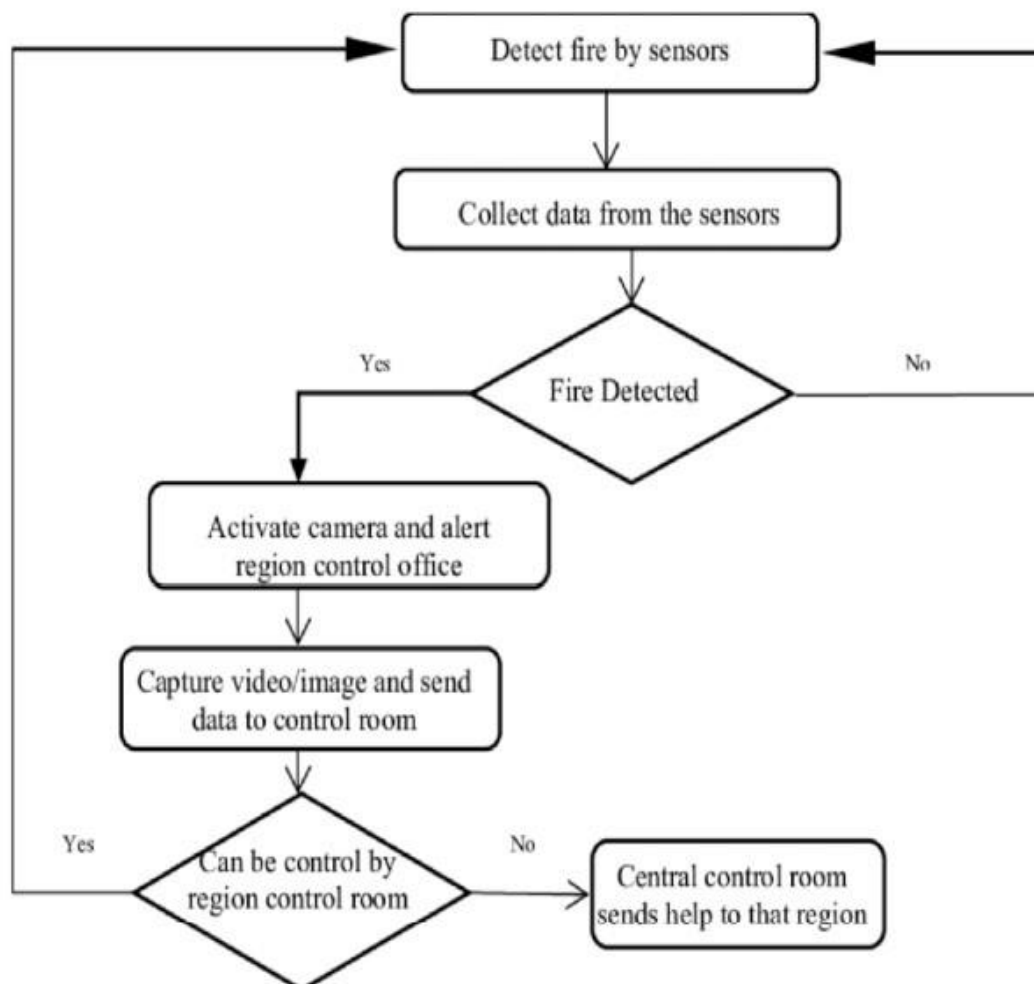 Detect fire by sensors
Collect data from the sensors
Yes
No
Fire Detected
Activate camera and alert
region control office
Capture video/image and send
data to control room
Yes
No
Can be control by
region control room
Central control room
sends help to that region